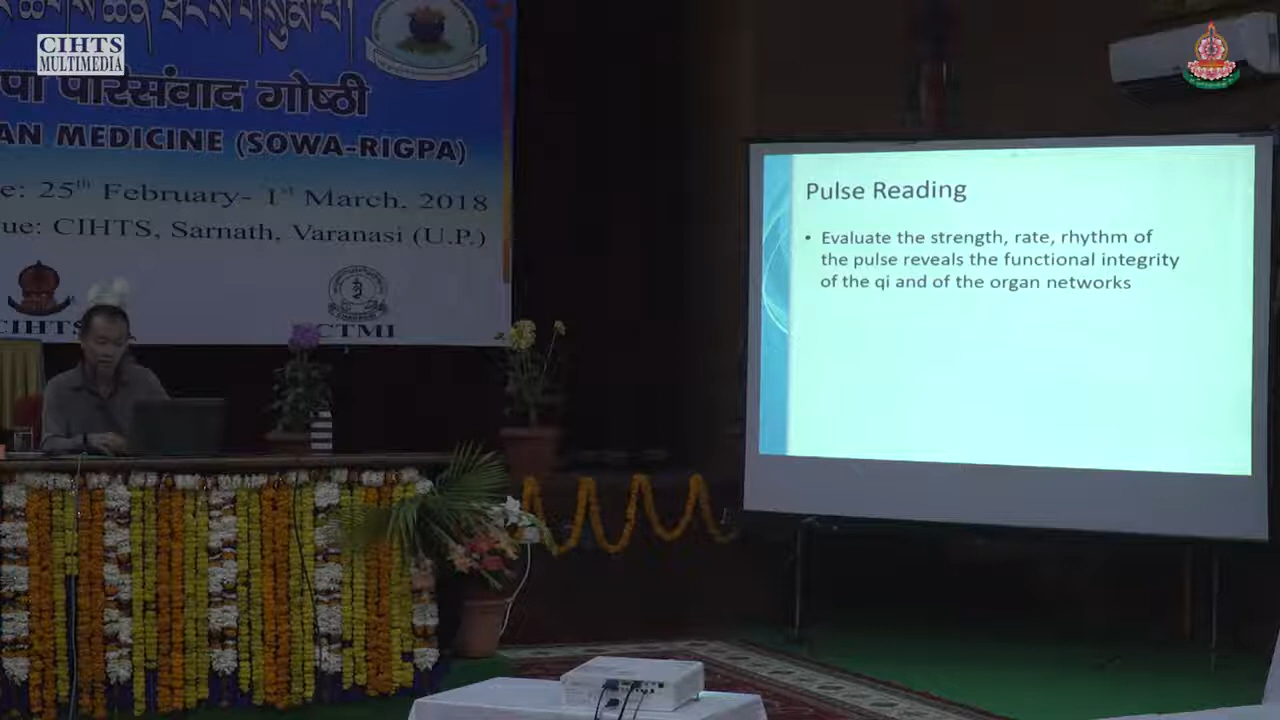 CIHTS
MULTIMEDIA
परिसंवाद गोष्ठी
AN MEDICINE (SOWA-RIGPA)
e: 25th February- 1st March, 2018
ue: CIHTS, Sarnath, Varanasi (U.P.)
CIHTS
CTMI
Pulse Reading
• Evaluate the strength, rate, rhythm of
the pulse reveals the functional integrity
of the qi and of the organ networks